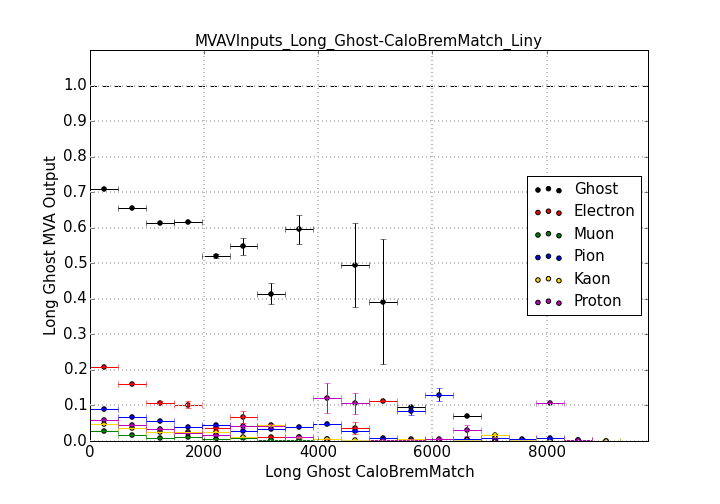 MVAVInputs_Long_Ghost-CaloBremMatch_Liny
1.0
0.9
0.8
0.7
0.6
0.5
0.4
0.3
0.2
0.1
0.0
Long Ghost MVA Output
Ghost
Electron
Muon
Pion
Kaon
Proton
0 2000 4000 6000 8000
Long Ghost CaloBremMatch